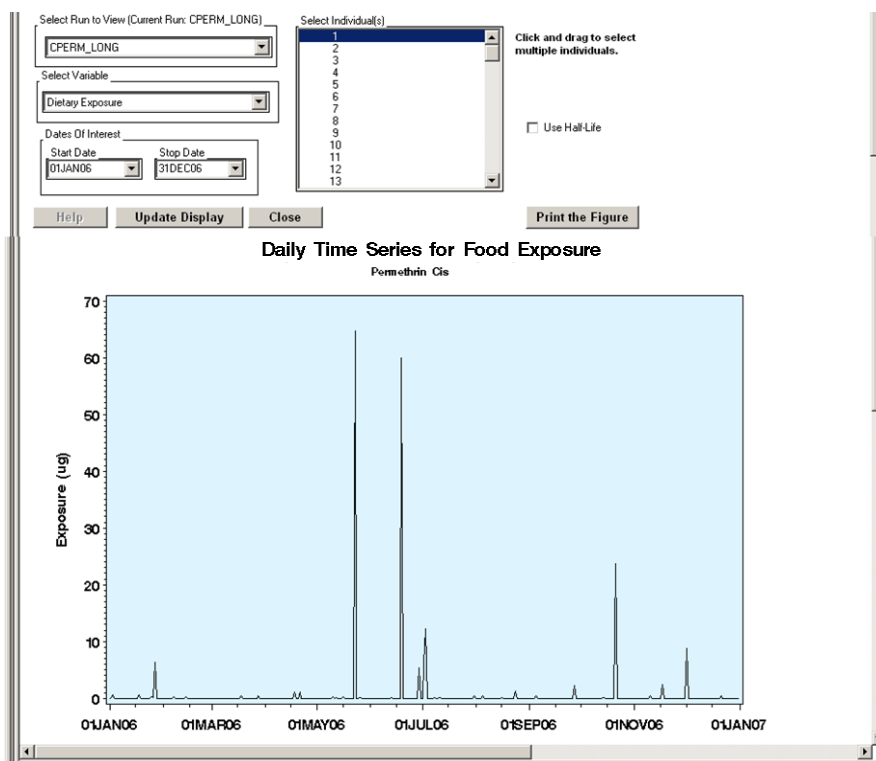 Select Run to View (Current Run: CPERM_LONG)
CPERM_LONG
Select Variable
Dietary Exposure
Dates Of Interest
Start Date Stop Date
01JAN06 31DEC06
Select Individual(s)
1
2
3
4
5
6
7
8
9
10
11
12
13
Click and drag to select
multiple individuals.
Use Half-Life
Help Update Display Close Print the Figure
Daily Time Series for Food Exposure
Permethrin Cis
Exposure (ug)
70
60
50
40
30
20
10
0
01JAN06 01MAR06 01MAY06 01JUL06 01SEP06 01NOV06 01JAN07